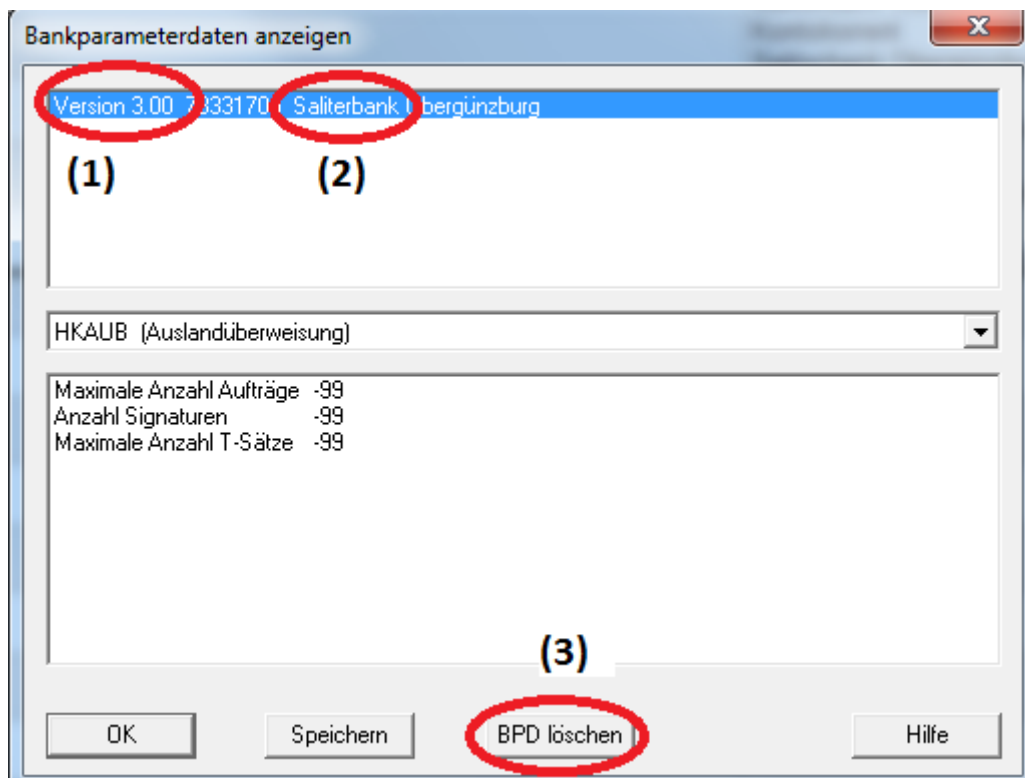 Bankparameterdaten anzeigen
Version 3.00 Saliterbank
(1) (2)
HKAUB (Auslandüberweisung)
Maximale Anzahl Aufträge -99
Anzahl Signaturen -99
Maximale Anzahl T-Sätze -99
(3)
OK Speichern BPD löschen Hilfe